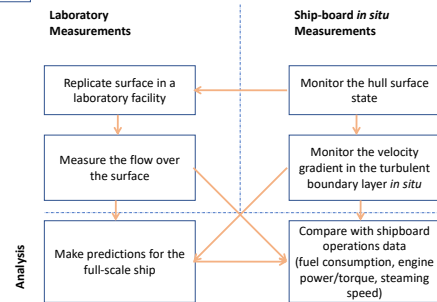 Laboratory
Measurements
Ship-board in situ
Measurements
Replicate surface in a
laboratory facility
Monitor the hull surface
state
Measure the flow over
the surface
Monitor the velocity
gradient in the turbulent
boundary layer in situ
Analysis
Make predictions for the
full-scale ship
Compare with shipboard
operations data
(fuel consumption, engine
power/torque, steaming
speed)